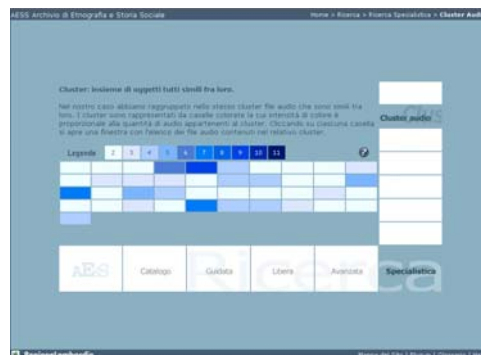 AESS Archivio di Etnografia e Storia Sociale
Home > Ricerca > Ricerca Specialistica > Cluster Audio
Cluster: insieme di oggetti tutti simili fra loro.
Nel nostro caso abbiamo raggruppato nello stesso cluster file audio che sono simili tra
loro. I cluster sono rappresentati da caselle colorate la cui intensità di colore è
proporzionale alla quantità di audio appartenenti al cluster. Cliccando su ciascuna casella
si apre una finestra con l'elenco dei file audio contenuti nel relativo cluster.
Clus
Cluster audio
Legenda 2 3 4 5 6 7 8 9 10 11 ?
Ricerca
AESS Catalogo Guidata Libera Avanzata Specialistica
RegioneLombardia